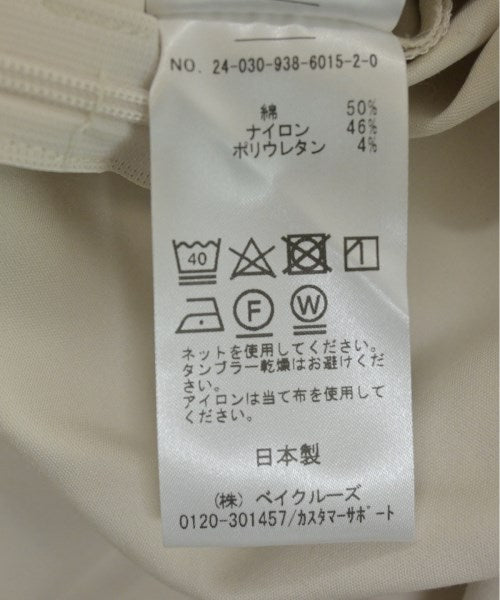 NO. 24-030-938-6015-2-0
綿 50%
ナイロン 46%
ポリウレタン 4%
40
F W
ネットを使用してください。
タンブラー乾燥はお避けくだ
さい。
アイロンは当て布を使用して
ください。
日本製
(株) ベイクルーズ
0120-301457/カスタマーサポート